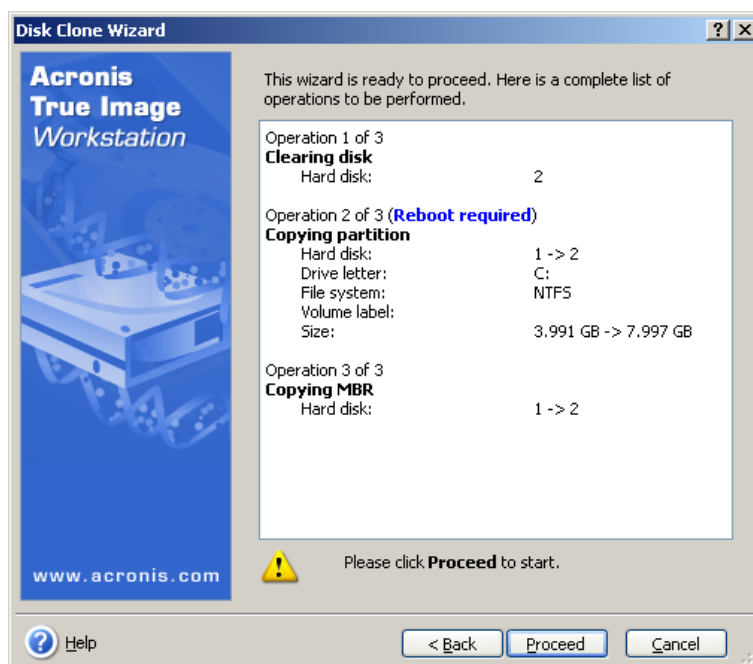 Disk Clone Wizard
Acronis
True Image
Workstation
This wizard is ready to proceed. Here is a complete list of
operations to be performed.
Operation 1 of 3
Clearing disk
Hard disk: 2
Operation 2 of 3 (Reboot required)
Copying partition
Hard disk: 1 -> 2
Drive letter: C:
File system: NTFS
Volume label:
Size: 3.991 GB -> 7.997 GB
Operation 3 of 3
Copying MBR
Hard disk: 1 -> 2
www.acronis.com
Please click Proceed to start.
Help
< Back
Proceed
Cancel